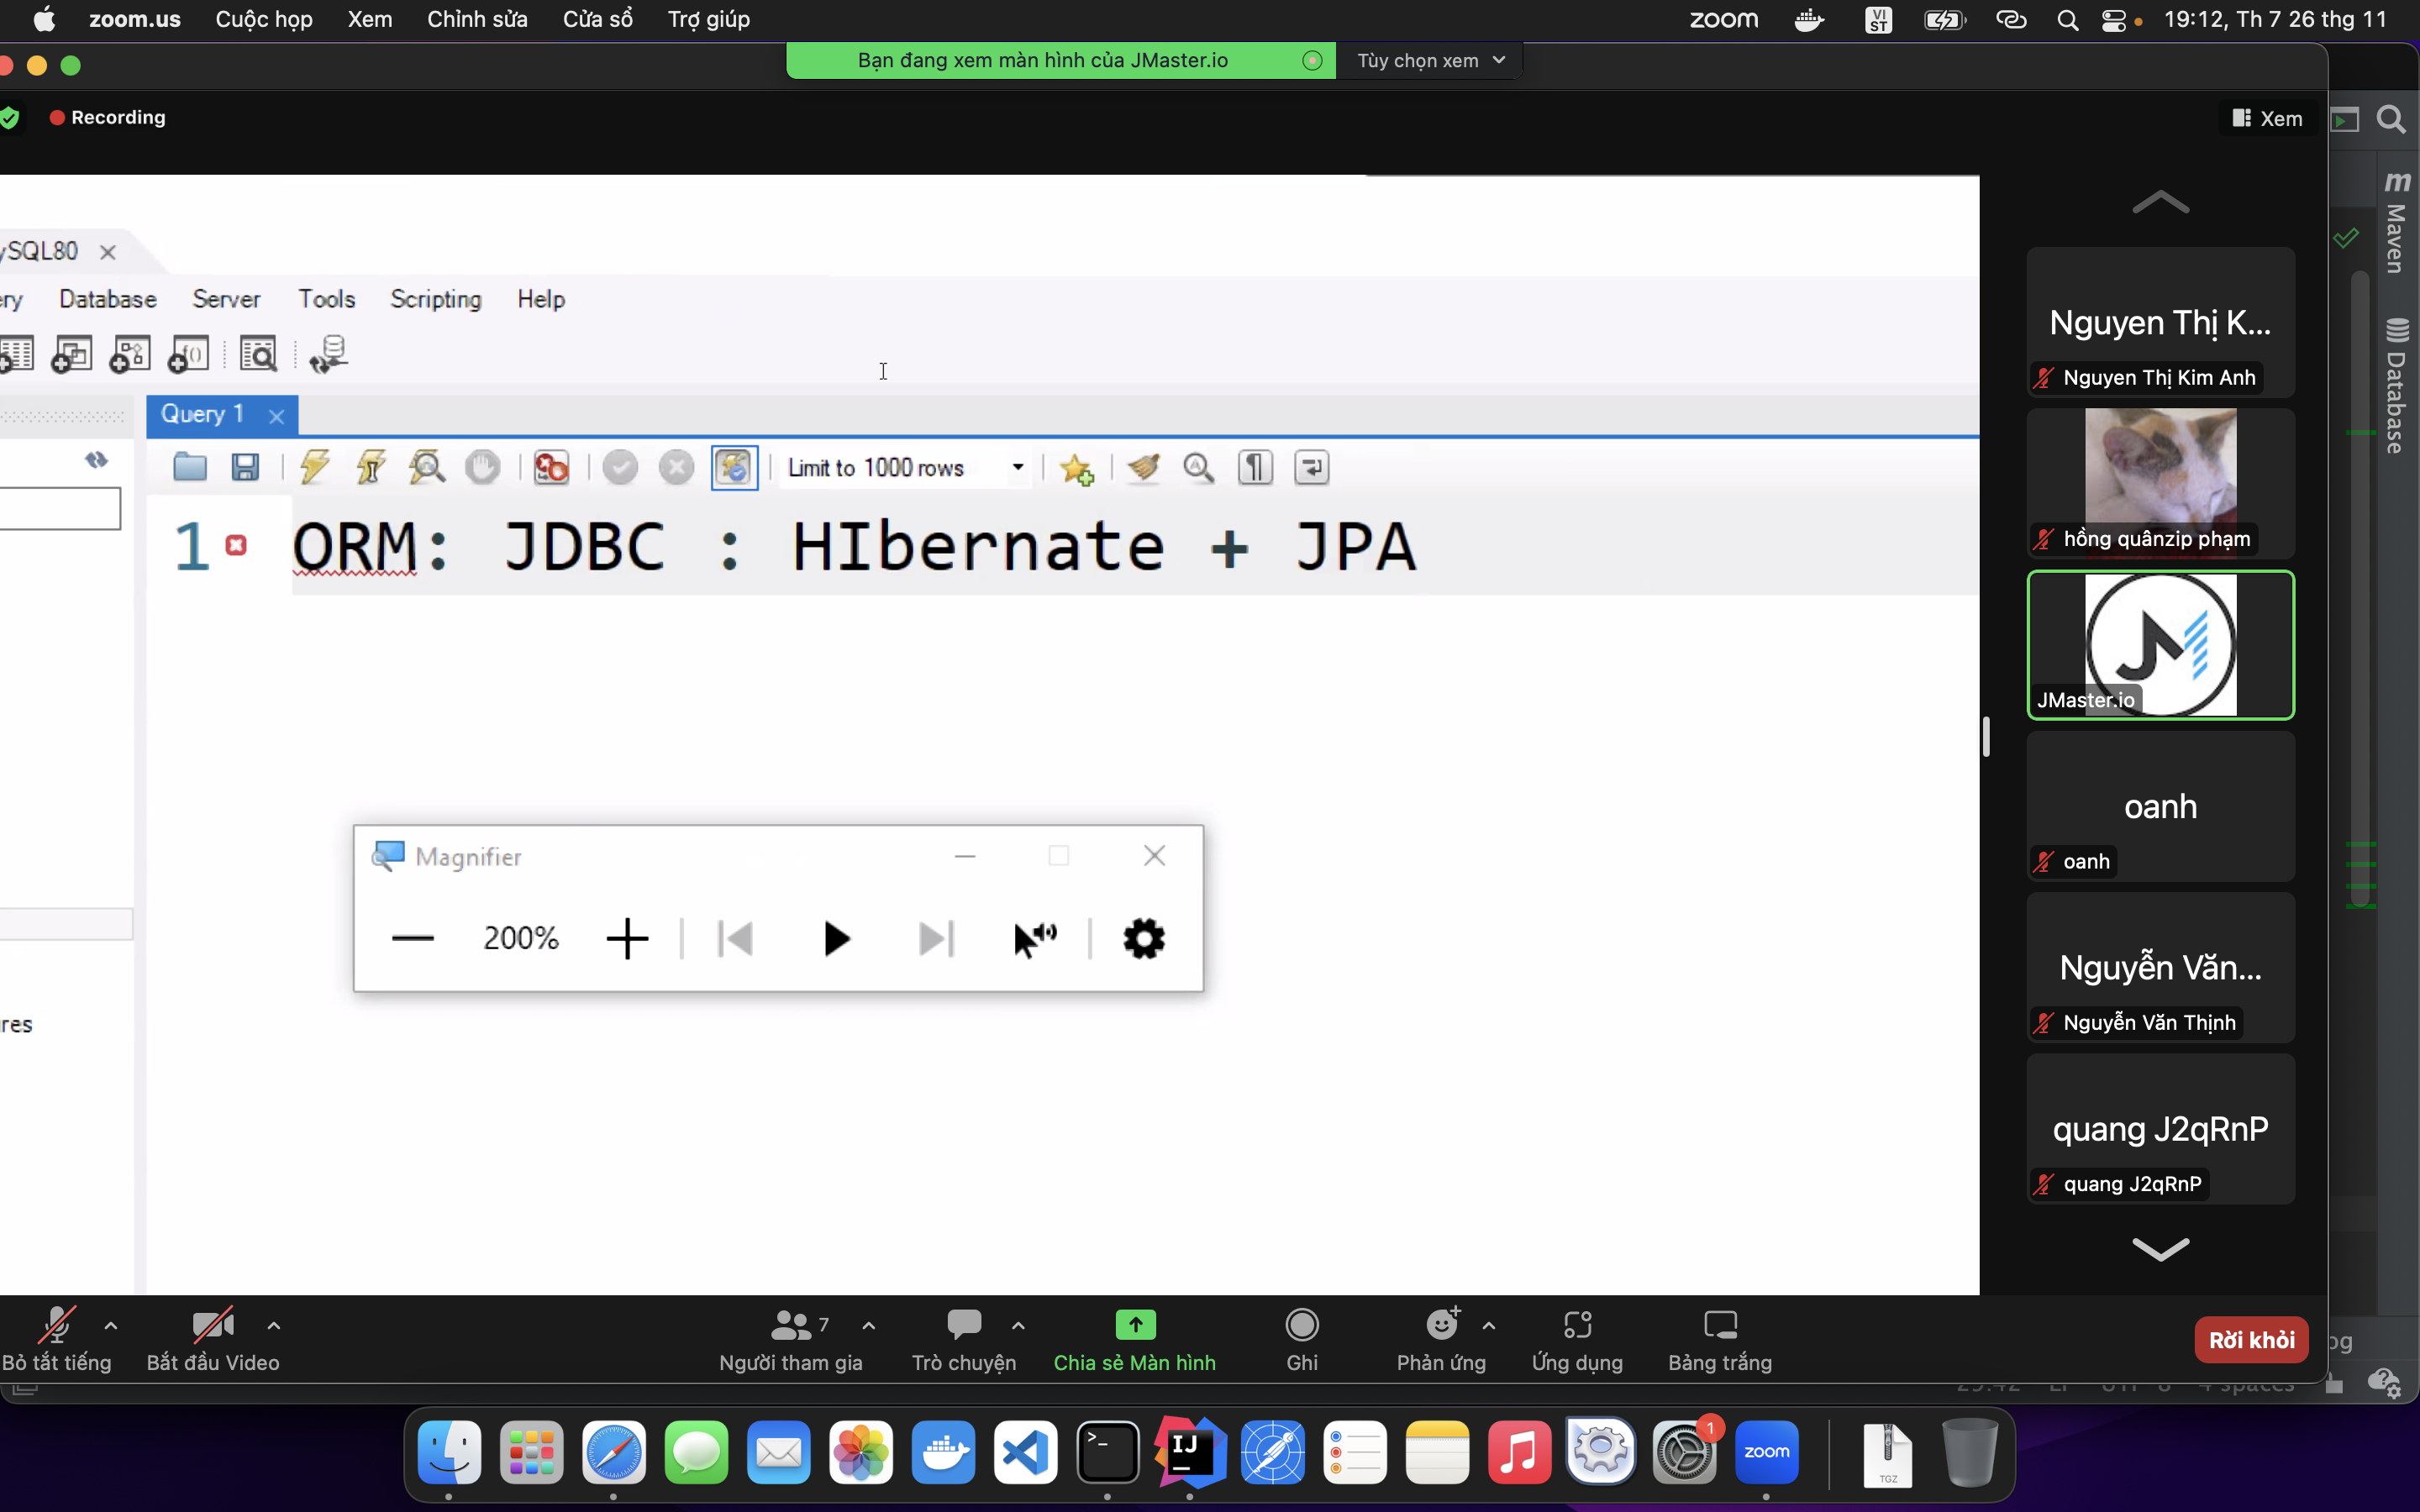 zoom.us Cuộc họp Xem Chỉnh sửa Cửa sổ Trợ giúp
zoom VI ST 19:12, Th 7 26 thg 11
Bạn đang xem màn hình của JMaster.io Tùy chọn xem
Recording
Xem
ySQL80
ery Database Server Tools Scripting Help
Query 1
Limit to 1000 rows
1 ORM: JDBC : HIbernate + JPA
Magnifier
200%
res
Nguyen Thị K...
Nguyen Thị Kim Anh
hồng quânzip phạm
JM
JMaster.io
oanh
oanh
Nguyễn Văn...
Nguyễn Văn Thịnh
quang J2qRnP
quang J2qRnP
m Maven
Database
Bỏ tắt tiếng
Bắt đầu Video
7
Người tham gia
Trò chuyện
Chia sẻ Màn hình
Ghi
Phản ứng
Ứng dụng
Bảng trắng
Rời khỏi
og
IJ
1
zoom
TGZ